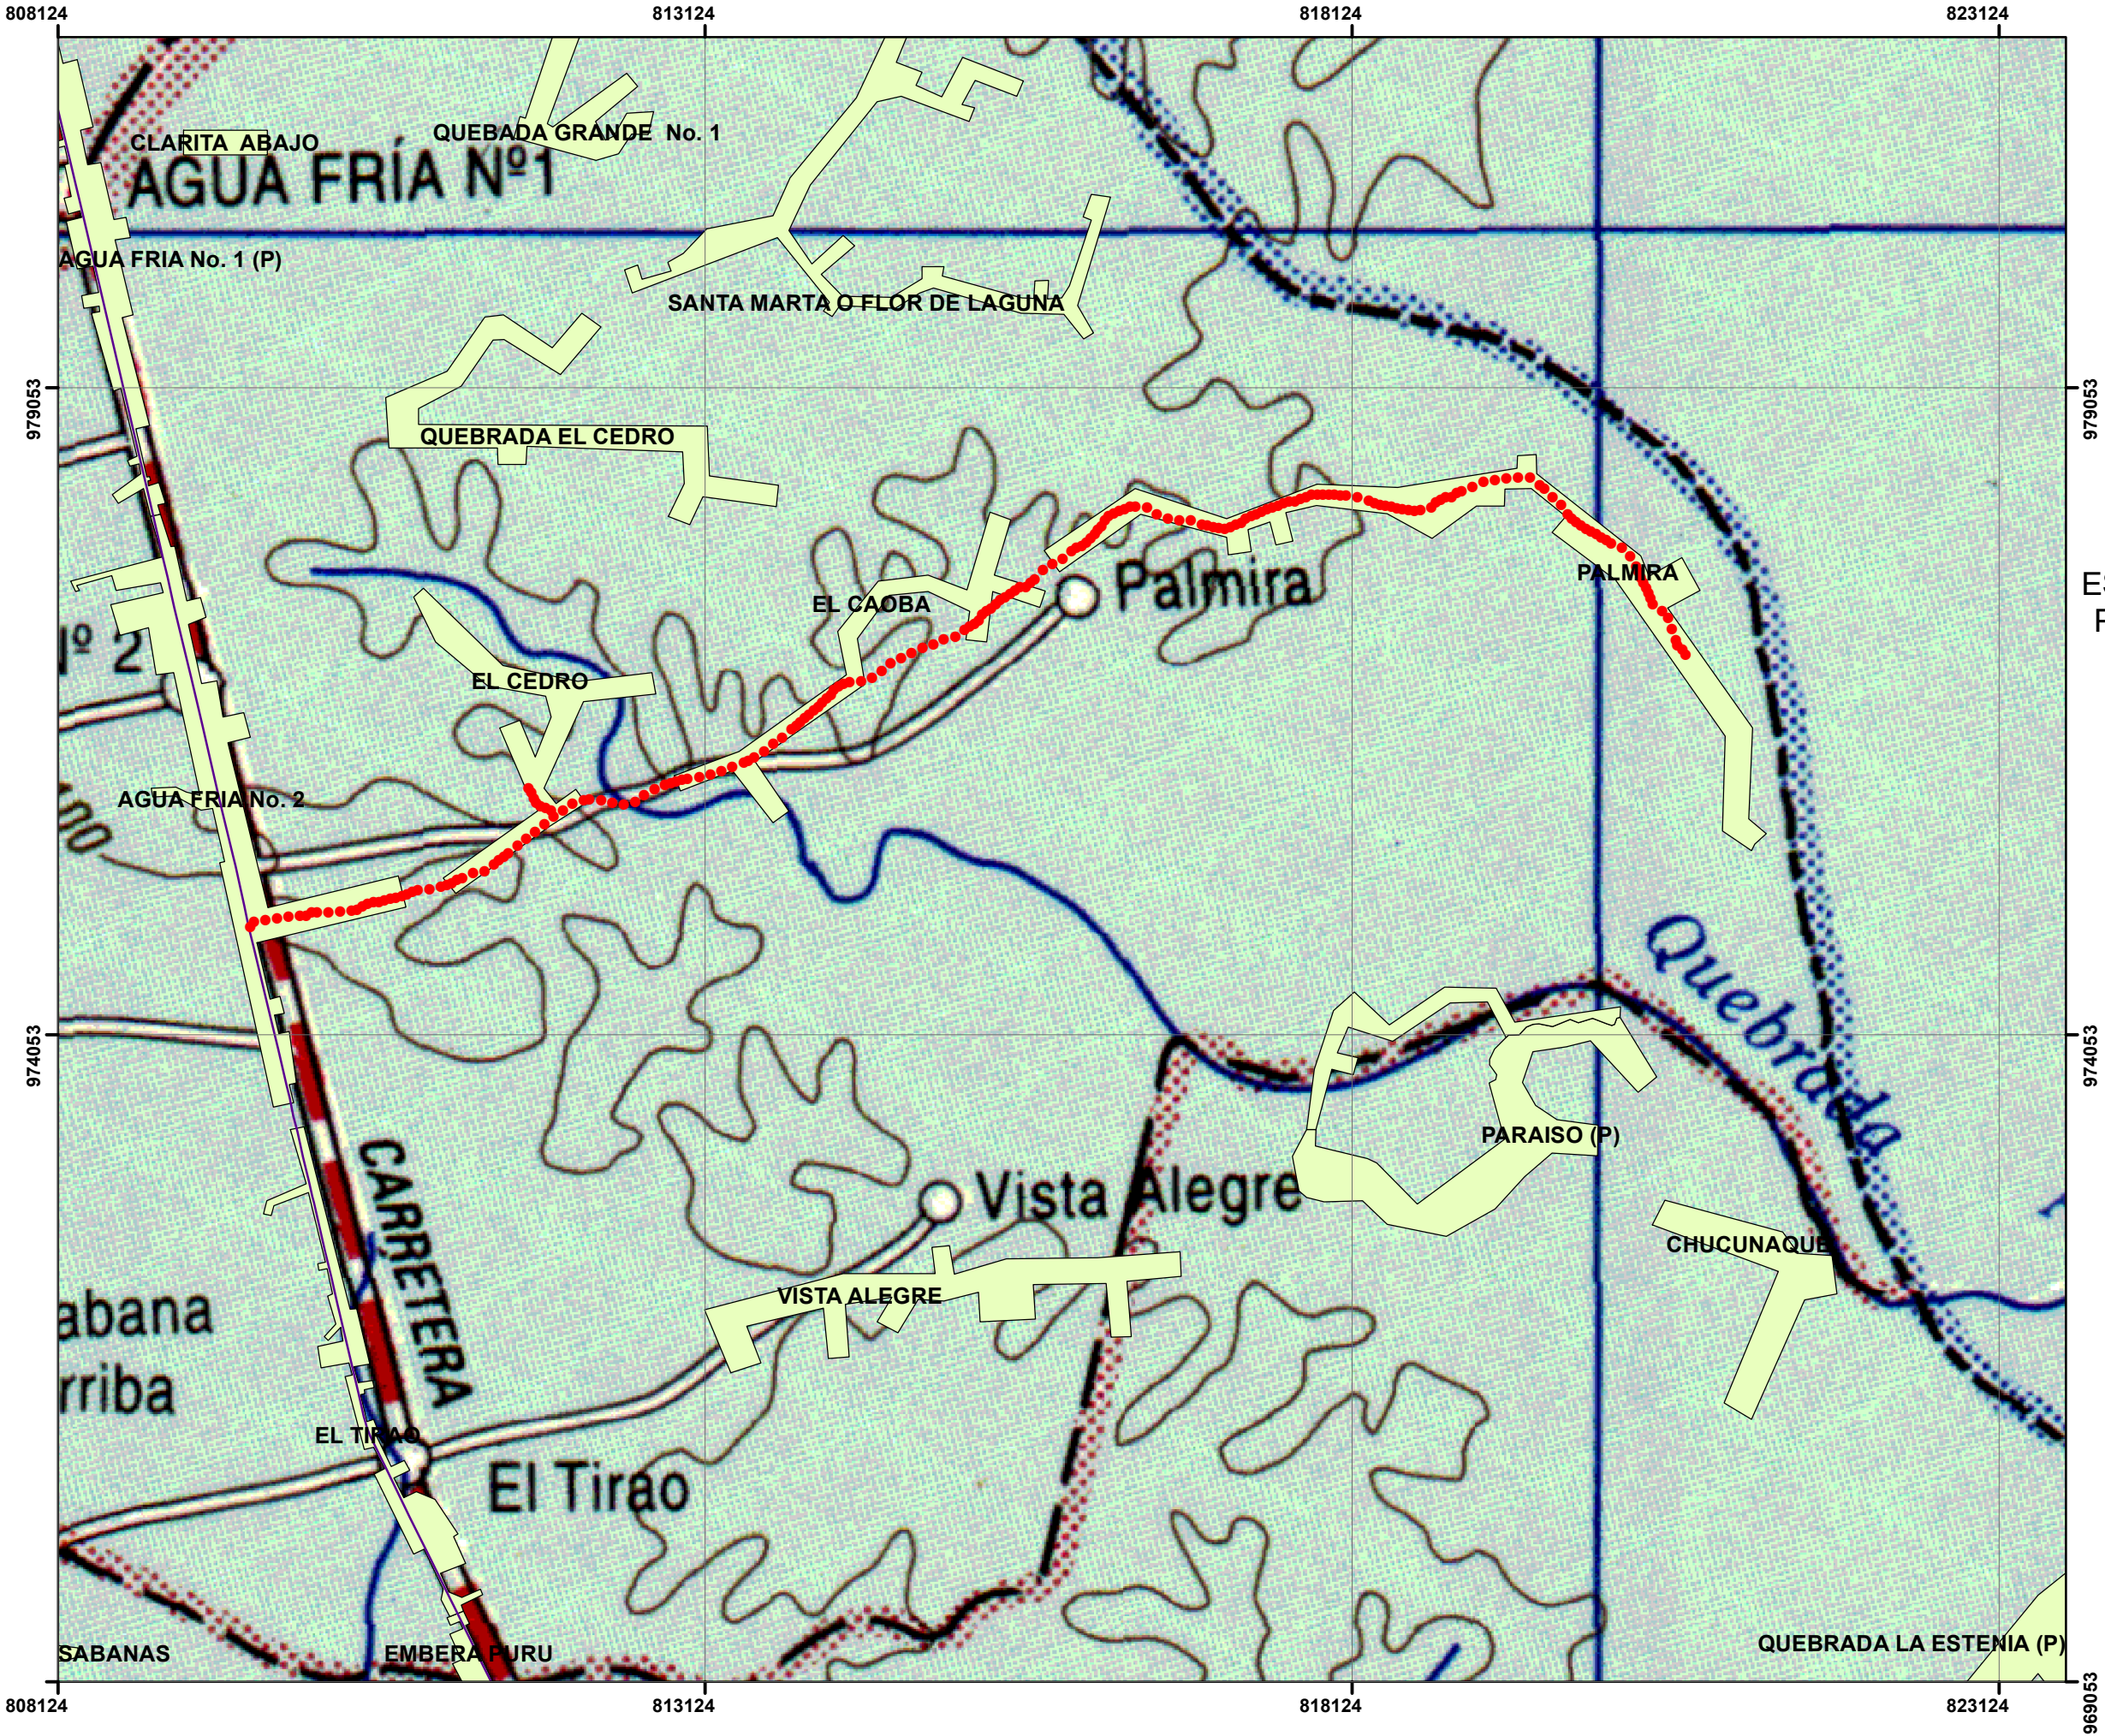 808124
813124
818124
823124
CLARITA ABAJO
QUEBADA GRANDE No. 1
AGUA FRÍA Nº1
AGUA FRIA No. 1 (P)
SANTA MARTA O FLOR DE LAGUNA
979053
979053
QUEBRADA EL CEDRO
PALMIRA
Palmira
EL CAOBA
Nº 2
EL CEDRO
AGUA FRIA No. 2
Quebrada
974053
974053
PARAISO (P)
CARRETERA
Vista Alegre
CHUCUNAQUE
VISTA ALEGRE
abana
rriba
EL TIRAO
El Tirao
SABANAS
EMBERA PURU
QUEBRADA LA ESTENIA (P)
969053
808124
813124
818124
823124